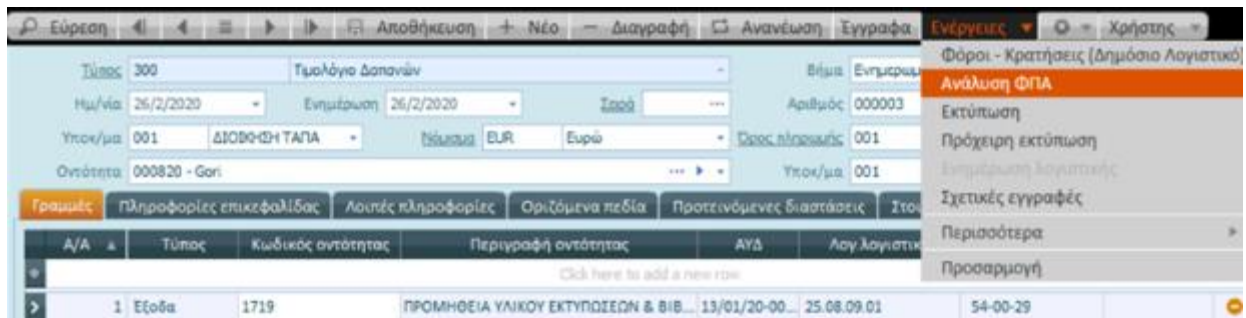 Εύρεση Αποθήκευση Νέο Διαγραφή Ανανέωση Έγγραφα Ενέργειες Χρήστης
Τύπος 300 Τιμολόγιο Δαπανών Βήμα
Φόροι - Κρατήσεις (Δημόσιο Λογιστικό)
Ημ/νία 26/2/2020 Ενημέρωση 26/2/2020 Σειρά Αριθμός 000003
Ανάλυση ΦΠΑ
Εκτύπωση
Υποκ/μα 001 ΔΙΟΙΚΗΣΗ ΤΑΠΑ Νόμισμα EUR Ευρώ Όρος πληρωμής 001
Πρόχειρη εκτύπωση
Ενημέρωση λογιστικής
Οντότητα 000820 - Gori Υποκ/μα 001
Σχετικές εγγραφές
Γραμμές Πληροφορίες επικεφαλίδας Λοιπές πληροφορίες Οριζόμενα πεδία Προτεινόμενες διαστάσεις Στοι
Περισσότερα
Α/Α Τύπος Κωδικός οντότητας Περιγραφή οντότητας ΑΥΔ Λογ.λογιστικ
Προσαρμογή
Click here to add a new row
1 Έξοδα 1719 ΠΡΟΜΗΘΕΙΑ ΥΛΙΚΟΥ ΕΚΤΥΠΩΣΕΩΝ & ΒΙΒ... 13/01/20-00... 25.08.09.01 54-00-29